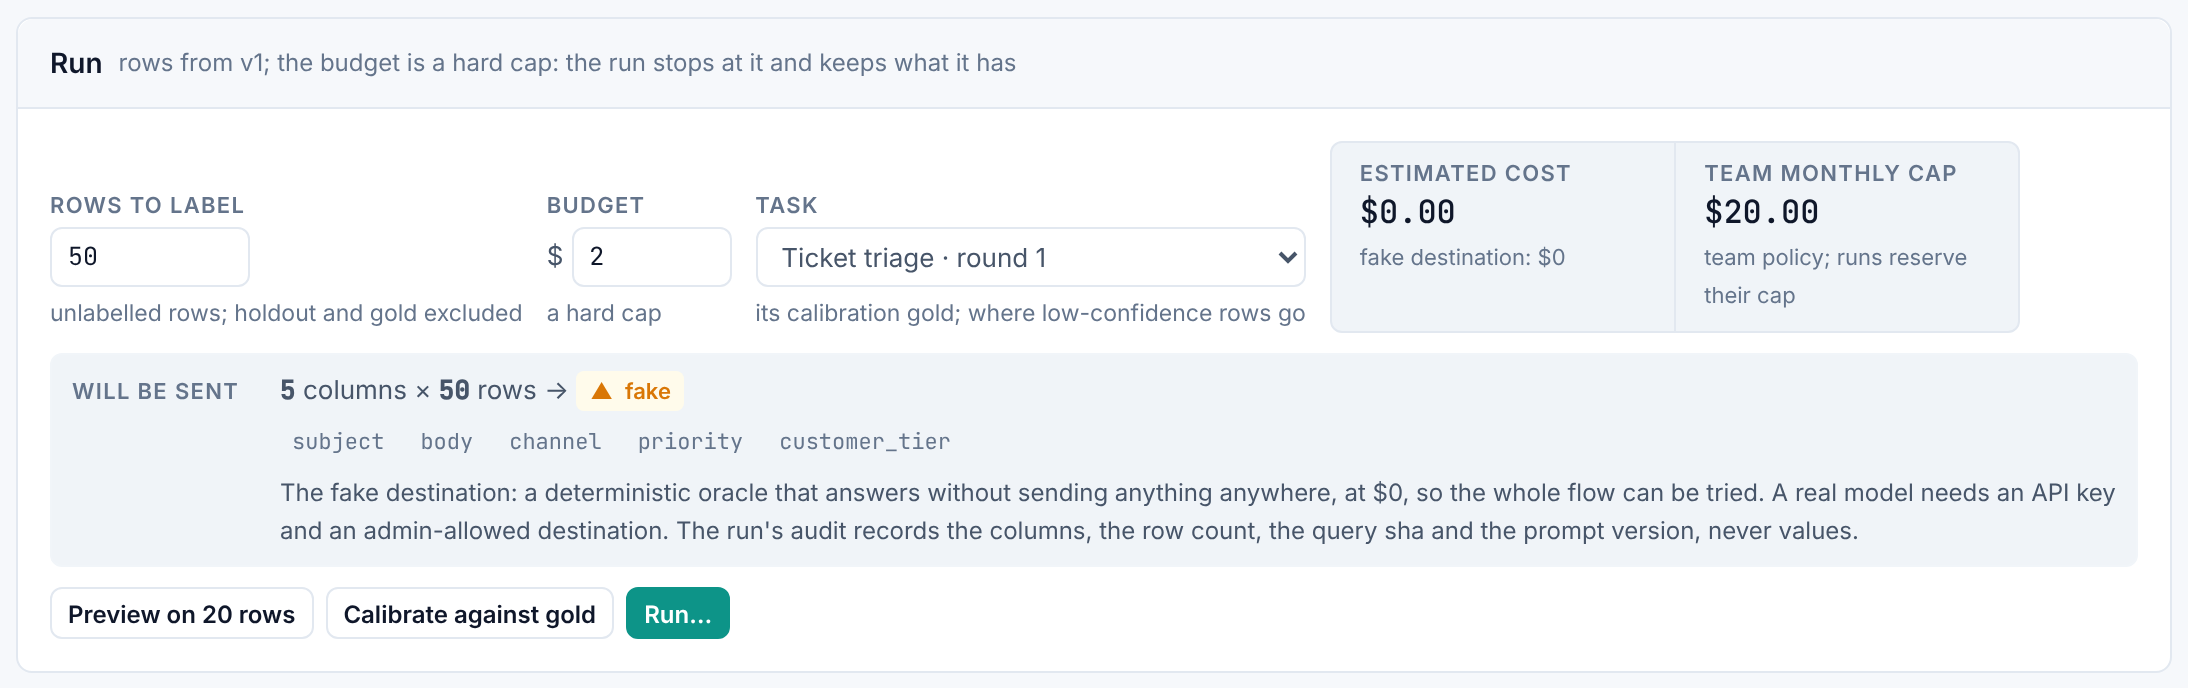 Run rows from v1; the budget is a hard cap: the run stops at it and keeps what it has
ROWS TO LABEL
50
unlabelled rows; holdout and gold excluded
BUDGET
$ 2
a hard cap
TASK
Ticket triage · round 1
its calibration gold; where low-confidence rows go
ESTIMATED COST
$0.00
fake destination: $0
TEAM MONTHLY CAP
$20.00
team policy; runs reserve
their cap
WILL BE SENT 5 columns × 50 rows → ▲ fake
subject body channel priority customer_tier
The fake destination: a deterministic oracle that answers without sending anything anywhere, at $0, so the whole flow can be tried. A real model needs an API key
and an admin-allowed destination. The run's audit records the columns, the row count, the query sha and the prompt version, never values.
Preview on 20 rows Calibrate against gold Run...